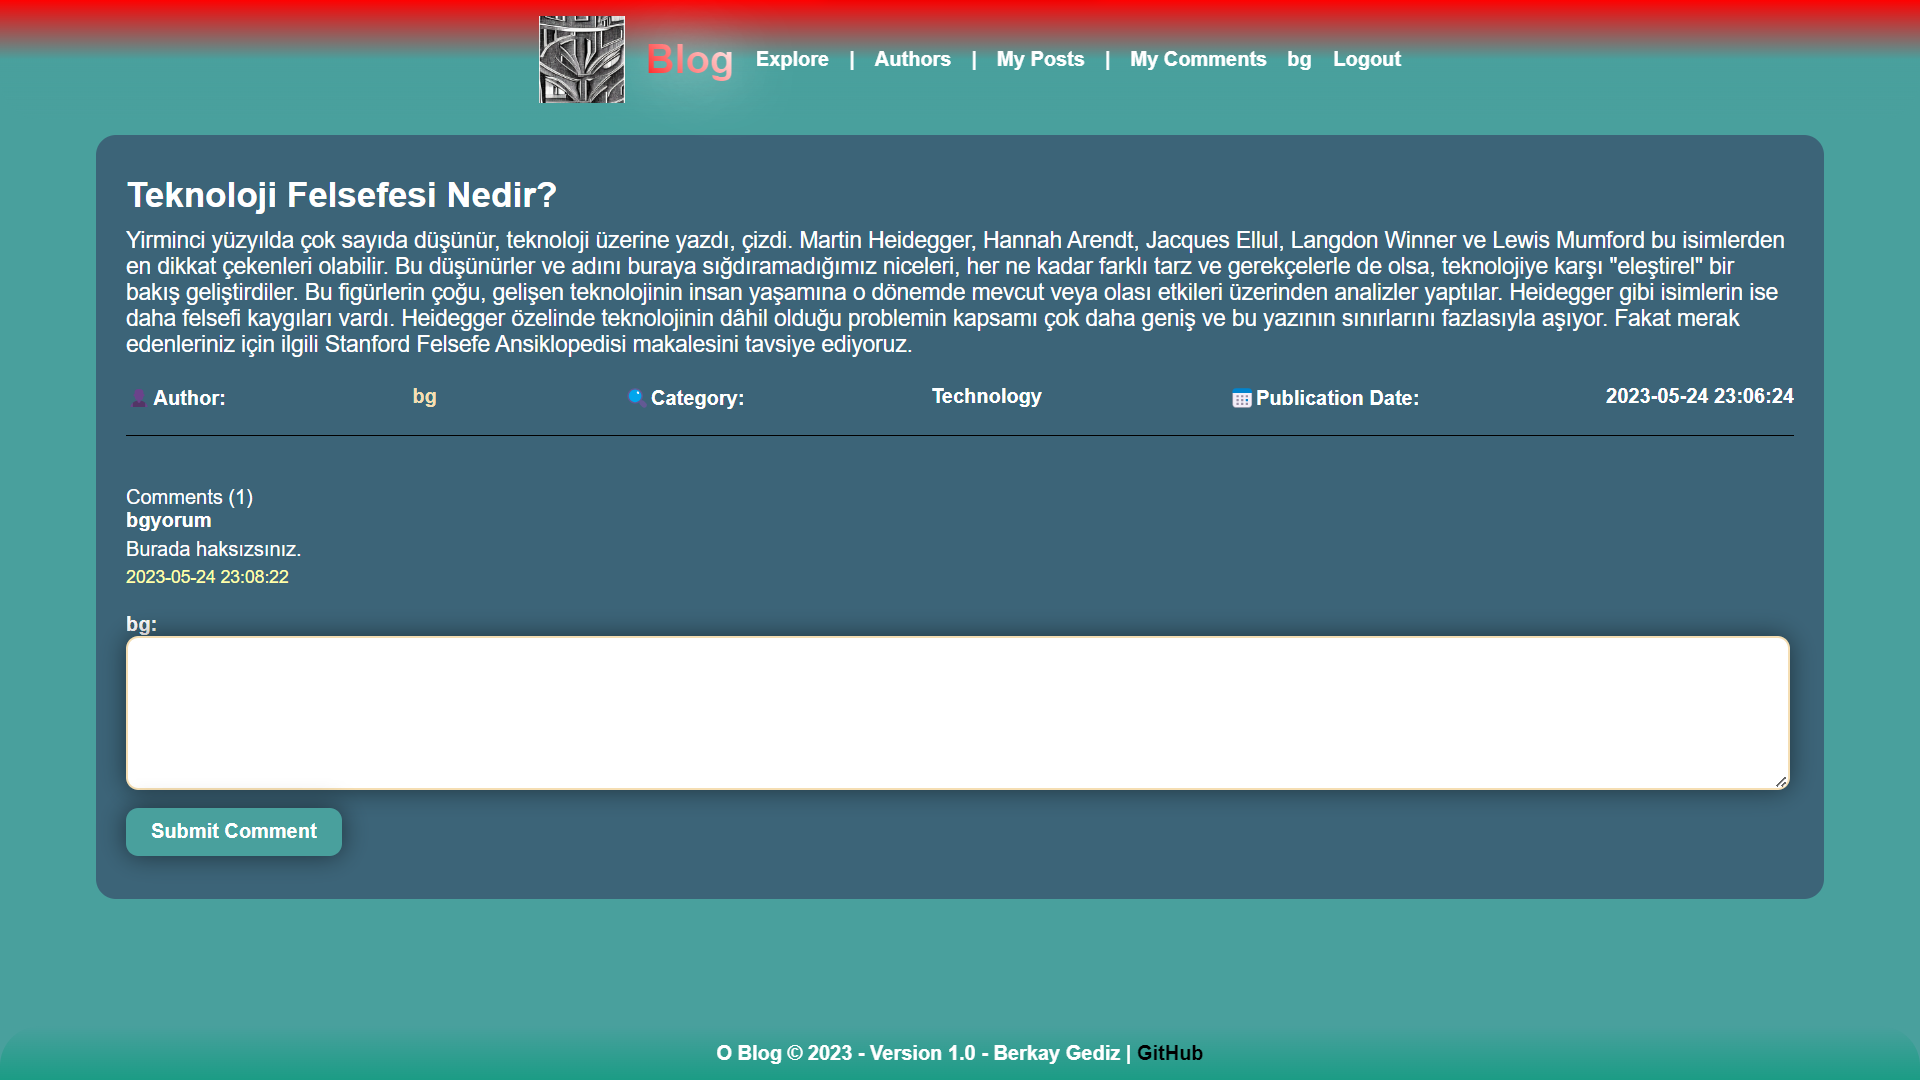 Blog Explore | Authors | My Posts | My Comments bg Logout
Teknoloji Felsefesi Nedir?
Yirminci yüzyılda çok sayıda düşünür, teknoloji üzerine yazdı, çizdi. Martin Heidegger, Hannah Arendt, Jacques Ellul, Langdon Winner ve Lewis Mumford bu isimlerden
en dikkat çekenleri olabilir. Bu düşünürler ve adını buraya sığdıramadığımız niceleri, her ne kadar farklı tarz ve gerekçelerle de olsa, teknolojiye karşı "eleştirel" bir
bakış geliştirdiler. Bu figürlerin çoğu, gelişen teknolojinin insan yaşamına o dönemde mevcut veya olası etkileri üzerinden analizler yaptılar. Heidegger gibi isimlerin ise
daha felsefi kaygıları vardı. Heidegger özelinde teknolojinin dâhil olduğu problemin kapsamı çok daha geniş ve bu yazının sınırlarını fazlasıyla aşıyor. Fakat merak
edenleriniz için ilgili Stanford Felsefe Ansiklopedisi makalesini tavsiye ediyoruz.
Author: bg Category: Technology Publication Date: 2023-05-24 23:06:24
Comments (1)
bgyorum
Burada haksızsınız.
2023-05-24 23:08:22
bg:
Submit Comment
O Blog © 2023 - Version 1.0 - Berkay Gediz | GitHub